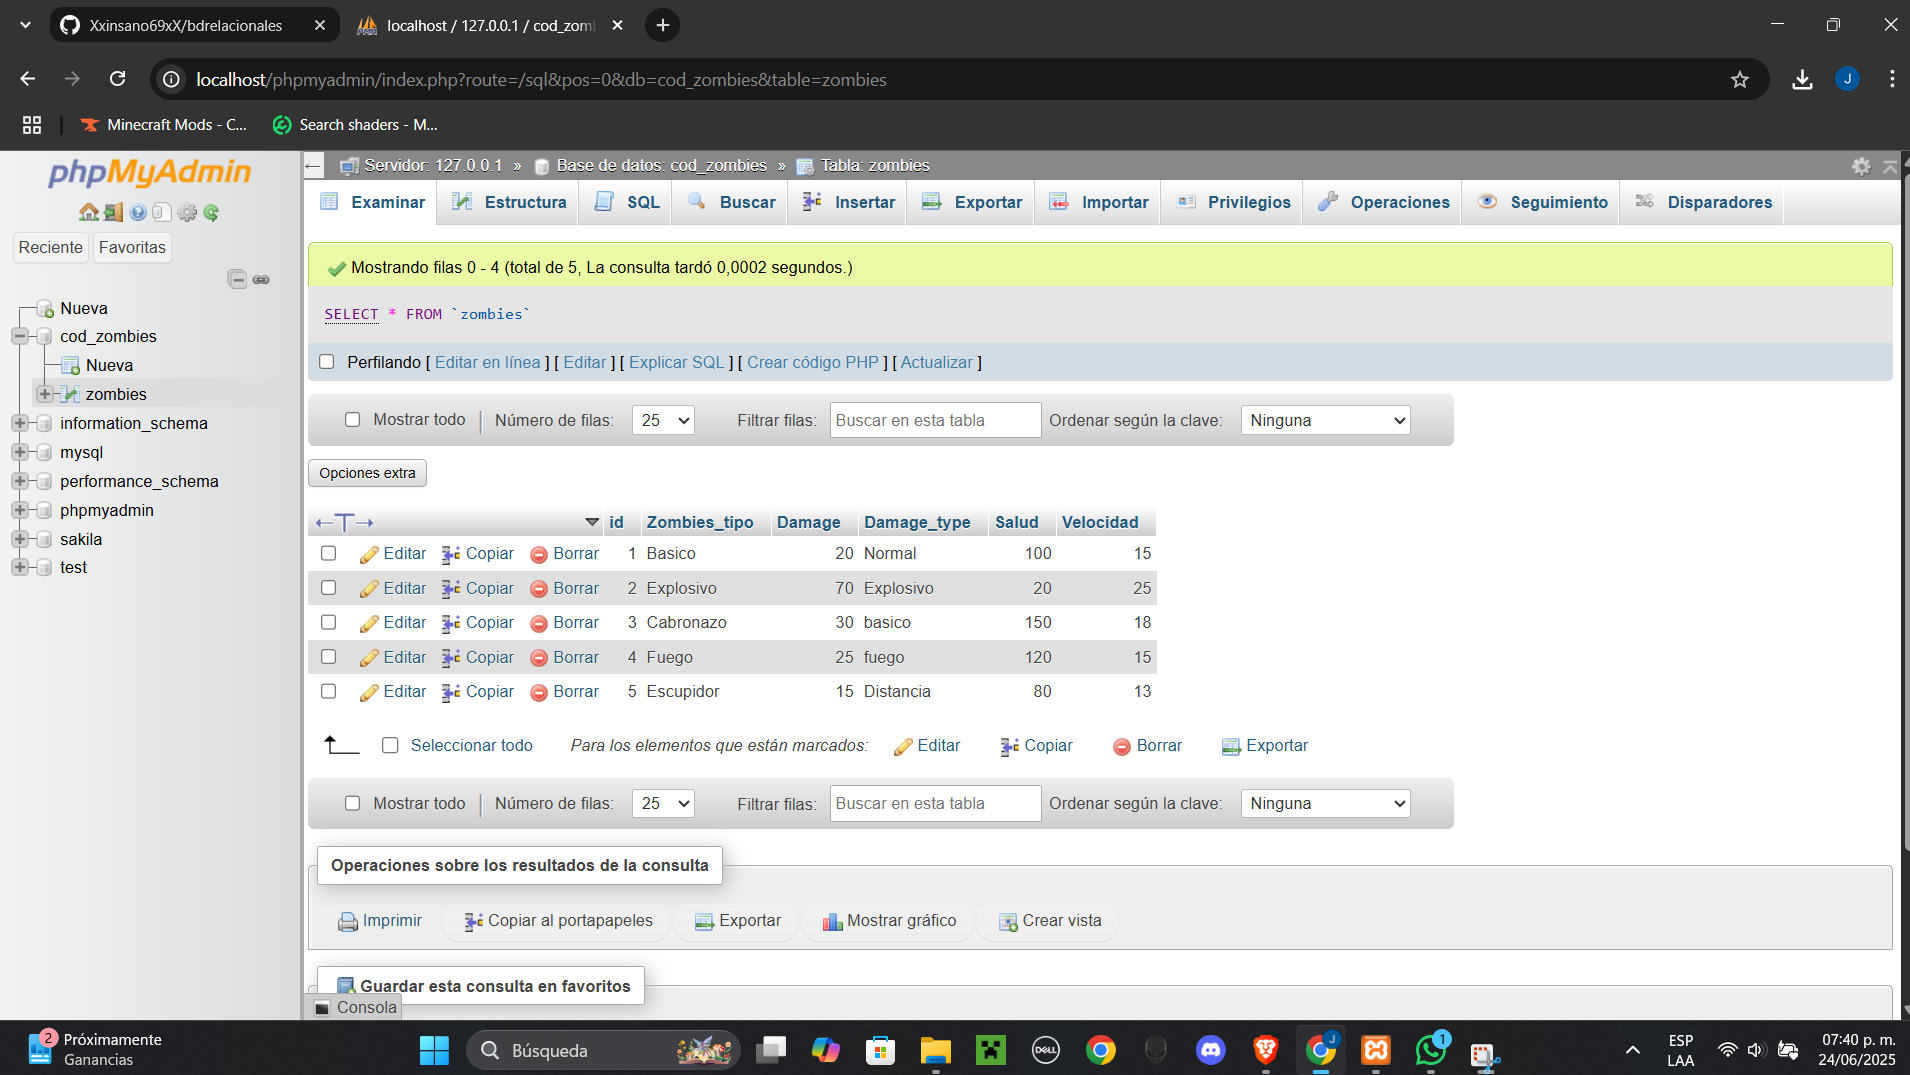 XxinsanO69xX/bdrelacionales
localhost / 127.0.0.1 / cod_zom
localhost/phpmyadmin/index.php?route=/sql&pos=0&db=cod_zombies&table=zombies
J
Minecraft Mods - C...
Search shaders - M...
phpMyAdmin
Reciente
Favoritas
Nueva
cod_zombies
Nueva
zombies
information_schema
mysql
performance_schema
phpmyadmin
sakila
test
Servidor: 127.0.0.1 » Base de datos: cod_zombies » Tabla: zombies
Examinar Estructura SQL Buscar Insertar Exportar Importar Privilegios Operaciones Seguimiento Disparadores
Mostrando filas 0 - 4 (total de 5, La consulta tardó 0,0002 segundos.)
SELECT * FROM `zombies`
Perfilando [ Editar en línea ] [ Editar ] [ Explicar SQL ] [ Crear código PHP ] [ Actualizar ]
Mostrar todo Número de filas: 25 Filtrar filas: Buscar en esta tabla Ordenar según la clave: Ninguna
Opciones extra
←T→ id Zombies_tipo Damage Damage_type Salud Velocidad
Editar Copiar Borrar 1 Basico 20 Normal 100 15
Editar Copiar Borrar 2 Explosivo 70 Explosivo 20 25
Editar Copiar Borrar 3 Cabronazo 30 basico 150 18
Editar Copiar Borrar 4 Fuego 25 fuego 120 15
Editar Copiar Borrar 5 Escupidor 15 Distancia 80 13
Seleccionar todo Para los elementos que están marcados: Editar Copiar Borrar Exportar
Mostrar todo Número de filas: 25 Filtrar filas: Buscar en esta tabla Ordenar según la clave: Ninguna
Operaciones sobre los resultados de la consulta
Imprimir Copiar al portapapeles Exportar Mostrar gráfico Crear vista
Guardar esta consulta en favoritos
Consola
2
Próximamente
Ganancias
Búsqueda
DELL
J
1
ESP
LAA
07:40 p. m.
24/06/2025